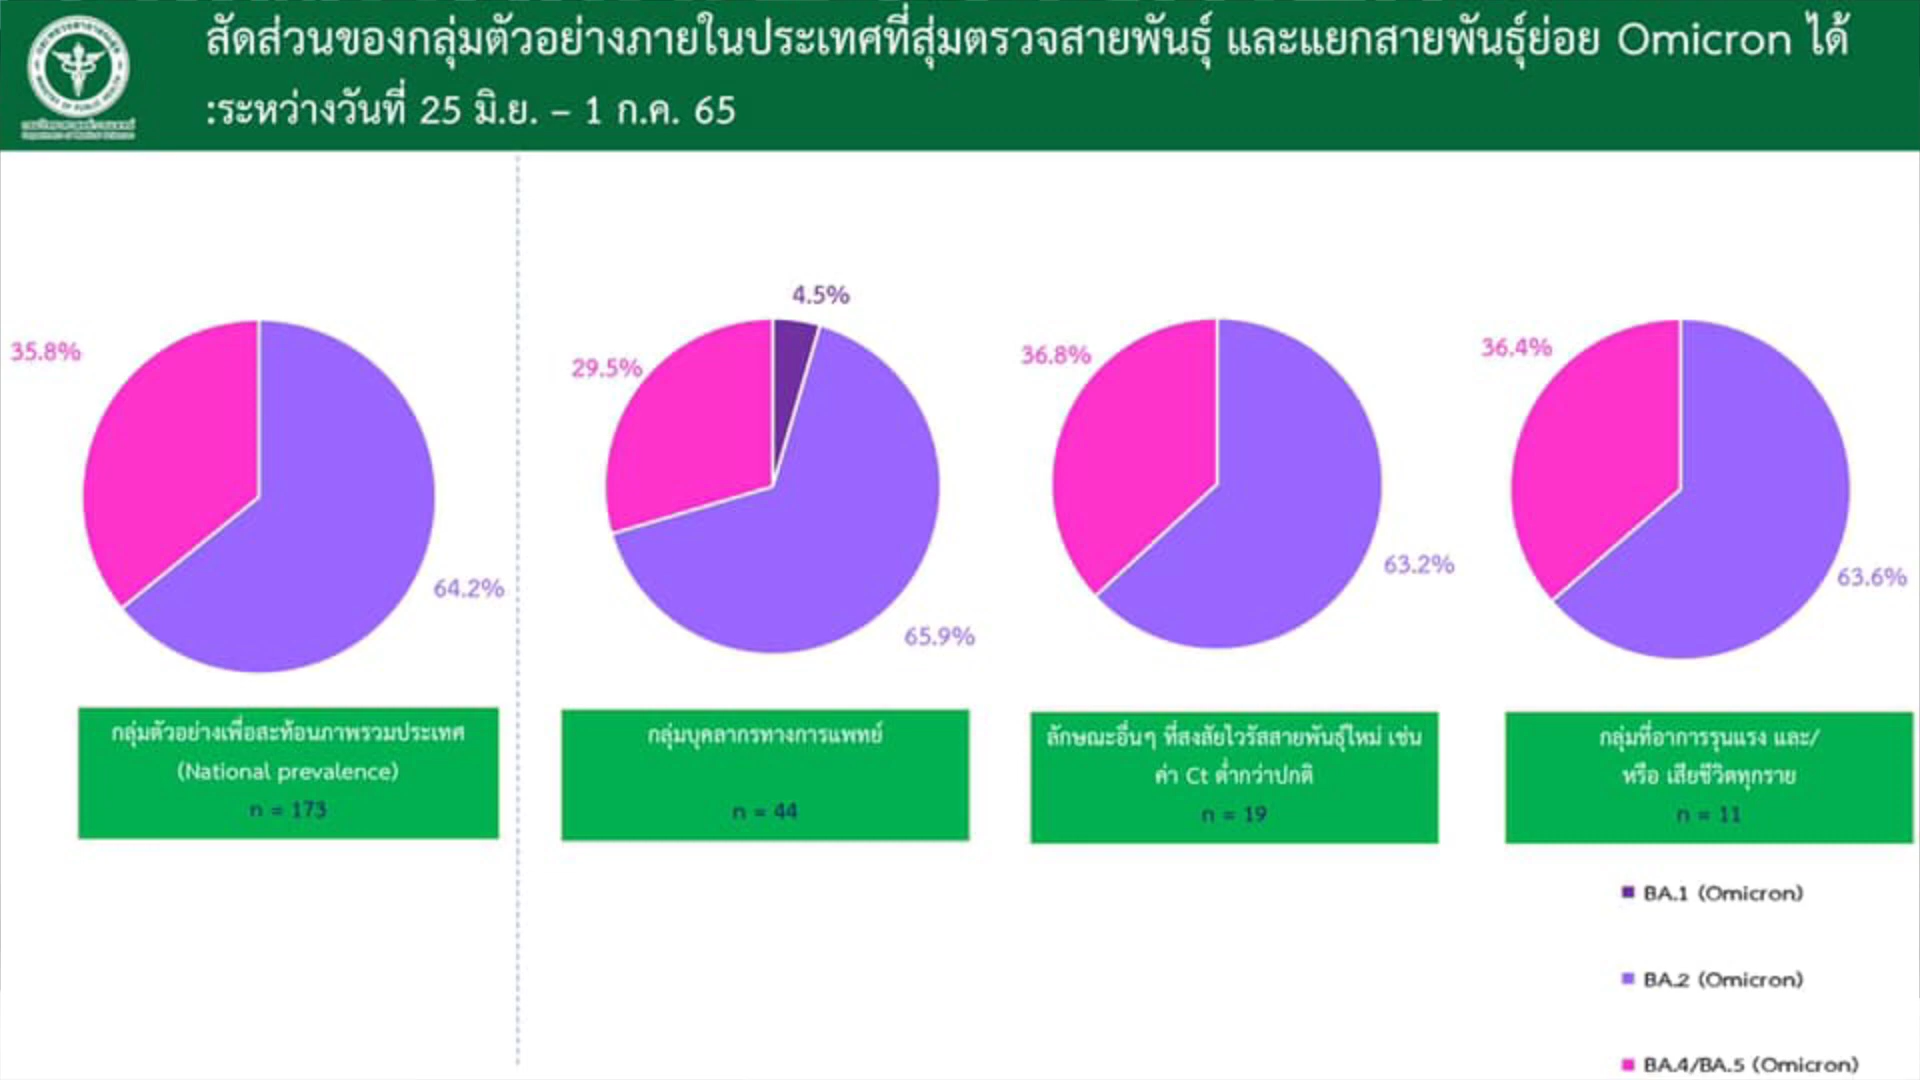 สัดส่วนของกลุ่มตัวอย่างภายในประเทศที่สุ่มตรวจสายพันธุ์ และแยกสายพันธุ์ย่อย Omicron ได้
:ระหว่างวันที่ 25 มิ.ย. – 1 ก.ค. 65
35.8%
64.2%
4.5%
29.5%
65.9%
36.8%
63.2%
36.4%
63.6%
กลุ่มตัวอย่างเพื่อสะท้อนภาพรวมประเทศ
(National prevalence)
n = 173
กลุ่มบุคลากรทางการแพทย์
n = 44
ลักษณะอื่นๆ ที่สงสัยไวรัสสายพันธุ์ใหม่ เช่น
ค่า Ct ต่ำกว่าปกติ
n = 19
กลุ่มที่อาการรุนแรง และ/
หรือ เสียชีวิตทุกราย
n = 11
BA.1 (Omicron)
BA.2 (Omicron)
BA.4/BA.5 (Omicron)